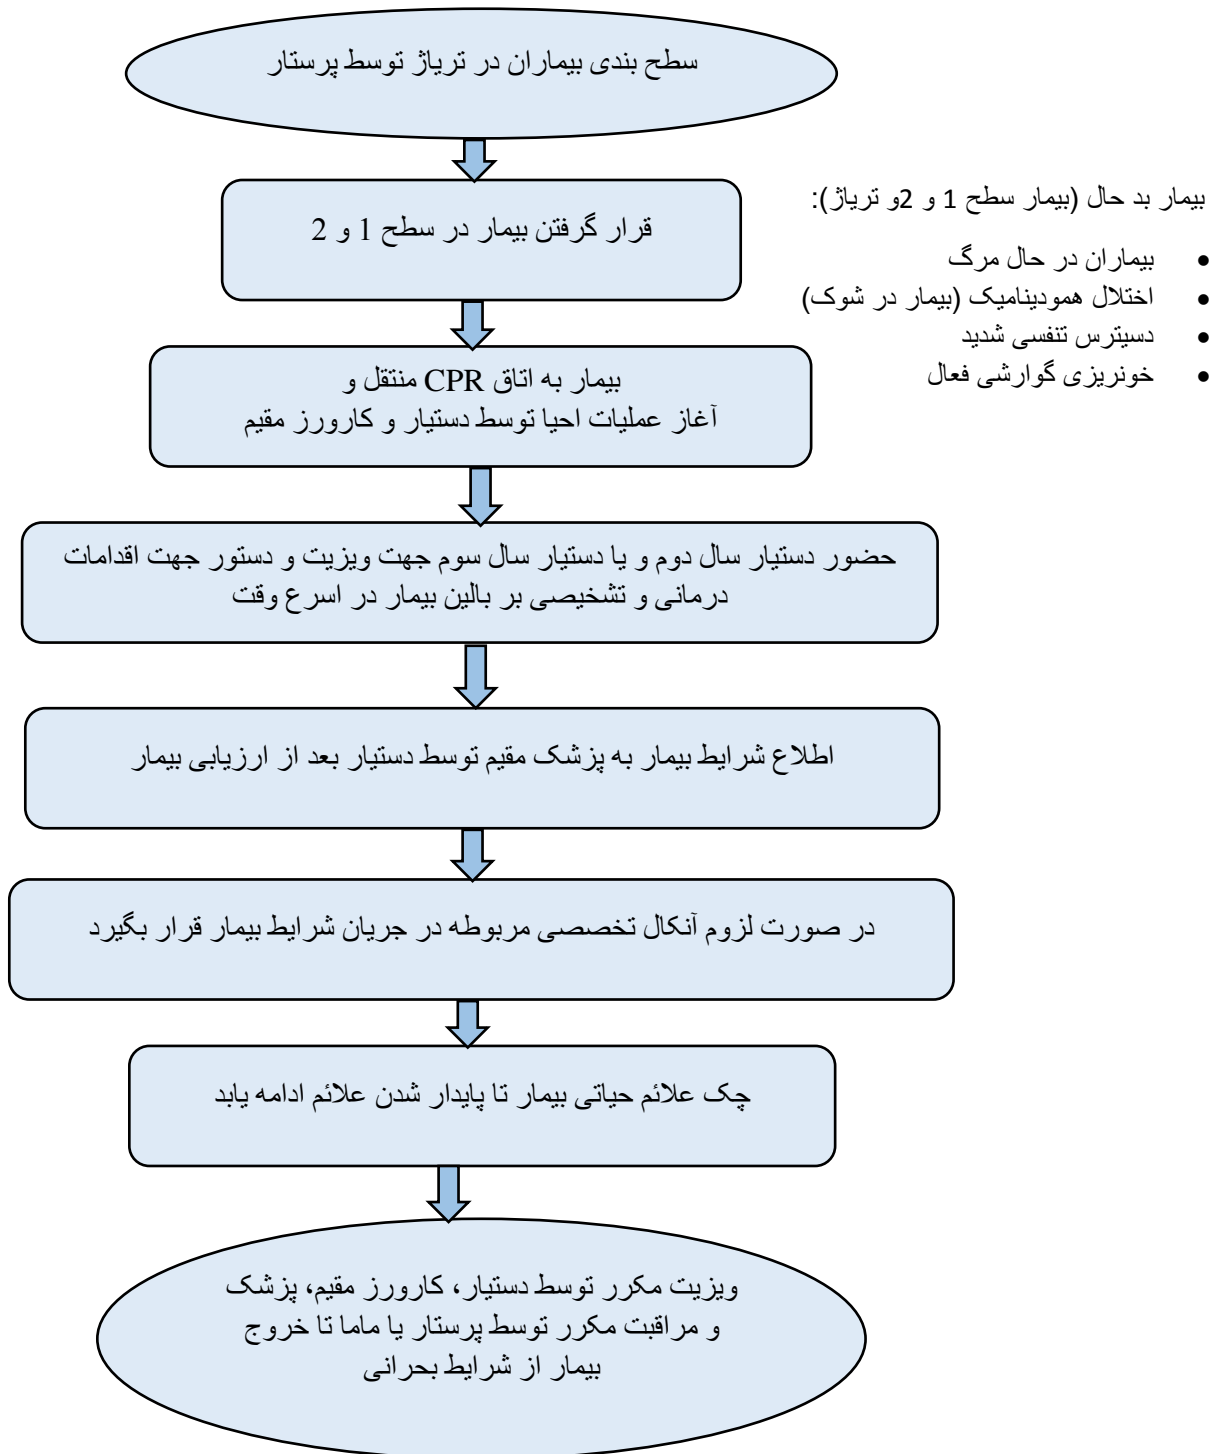 سطح بندی بیماران در تریاژ توسط پرستار
قرار گرفتن بیمار در سطح 1 و 2
بیمار بد حال (بیمار سطح 1 و 2و تریاژ):
• بیماران در حال مرگ
• اختلال همودینامیک (بیمار در شوک)
• دسیترس تنفسی شدید
• خونریزی گوارشی فعال
بیمار به اتاق CPR منتقل و
آغاز عملیات احیا توسط دستیار و کارورز مقیم
حضور دستیار سال دوم و یا دستیار سال سوم جهت ویزیت و دستور جهت اقدامات
درمانی و تشخیصی بر بالین بیمار در اسرع وقت
اطلاع شرایط بیمار به پزشک مقیم توسط دستیار بعد از ارزیابی بیمار
در صورت لزوم آنکال تخصصی مربوطه در جریان شرایط بیمار قرار بگیرد
چک علائم حیاتی بیمار تا پایدار شدن علائم ادامه یابد
ویزیت مکرر توسط دستیار، کارورز مقیم، پزشک
و مراقبت مکرر توسط پرستار یا ماما تا خروج
بیمار از شرایط بحرانی